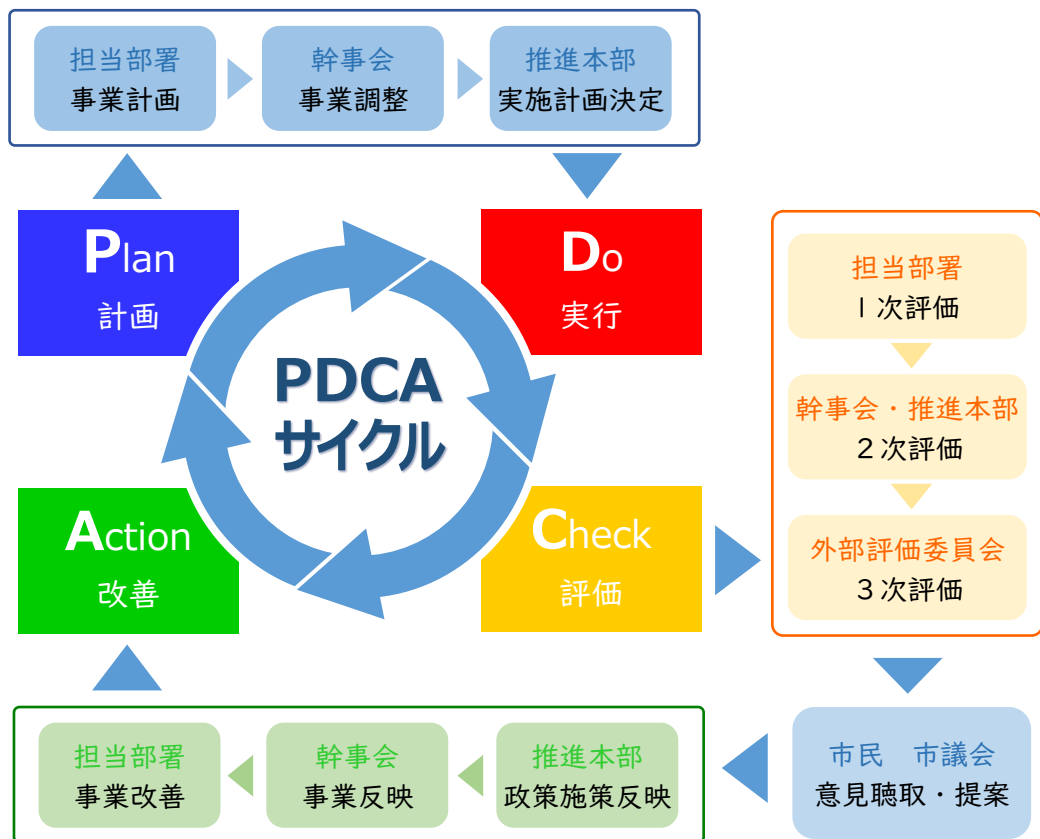 担当部署
事業計画
幹事会
事業調整
推進本部
実施計画決定
Plan
計画
Do
実行
PDCA
サイクル
Action
改善
Check
評価
担当部署
1次評価
幹事会・推進本部
2次評価
外部評価委員会
3次評価
市民 市議会
意見聴取・提案
推進本部
政策施策反映
幹事会
事業反映
担当部署
事業改善